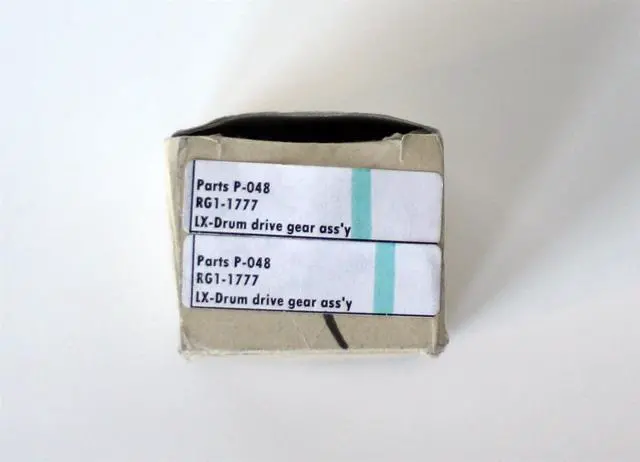 Parts P-048
RG1-1777
LX-Drum drive gear ass'y
Parts P-048
RG1-1777
LX-Drum drive gear ass'y